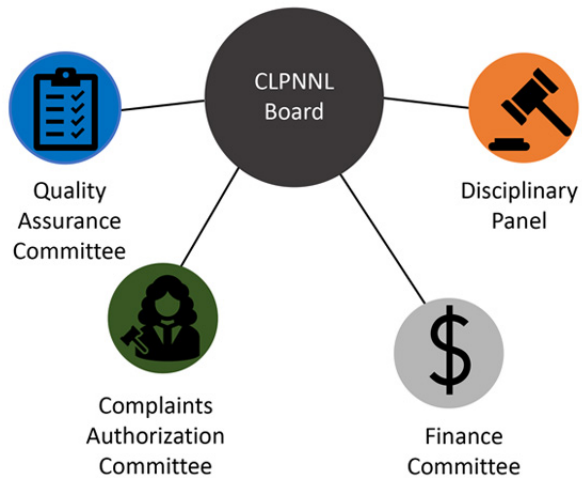 CLPNNL
Board
Quality
Assurance
Committee
Disciplinary
Panel
Complaints
Authorization
Committee
Finance
Committee
$